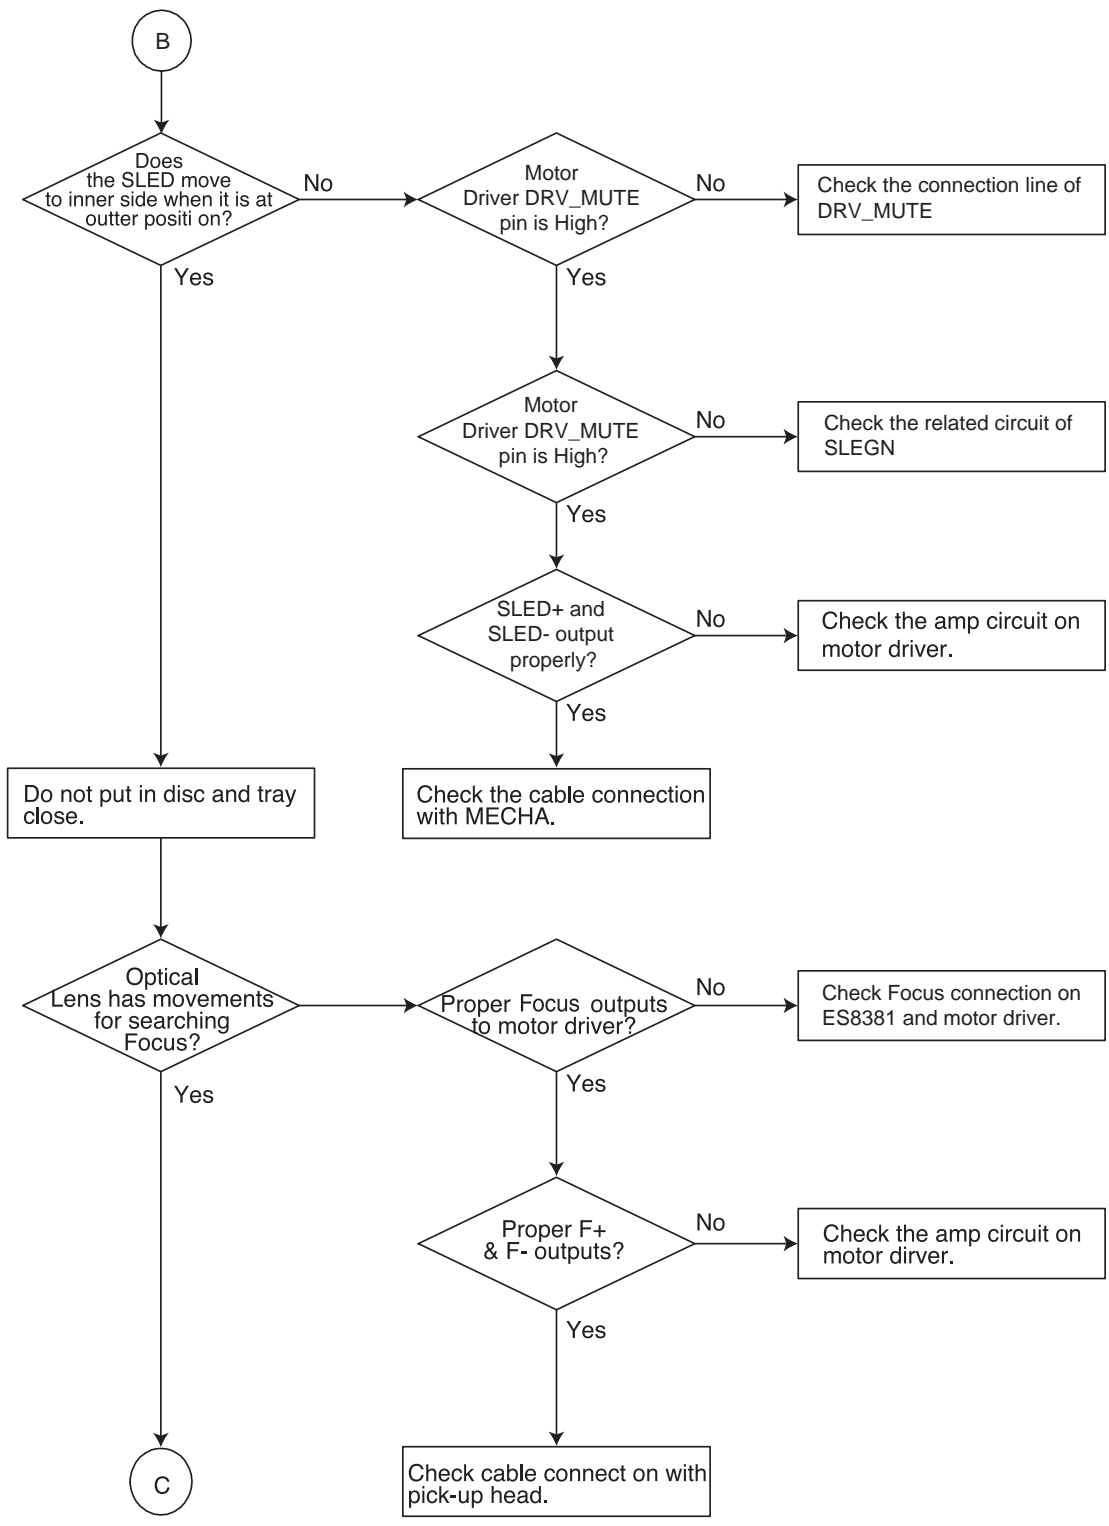 B
Does
the SLED move
to inner side when it is at
outter positi on?
No
Motor
Driver DRV_MUTE
pin is High?
No
Check the connection line of
DRV_MUTE
Yes
Yes
Motor
Driver DRV_MUTE
pin is High?
No
Check the related circuit of
SLEGN
Yes
SLED+ and
SLED- output
properly?
No
Check the amp circuit on
motor driver.
Yes
Do not put in disc and tray
close.
Check the cable connection
with MECHA.
Optical
Lens has movements
for searching
Focus?
Proper Focus outputs
to motor driver?
No
Check Focus connection on
ES8381 and motor driver.
Yes
Yes
Proper F+
& F- outputs?
No
Check the amp circuit on
motor dirver.
Yes
C
Check cable connect on with
pick-up head.